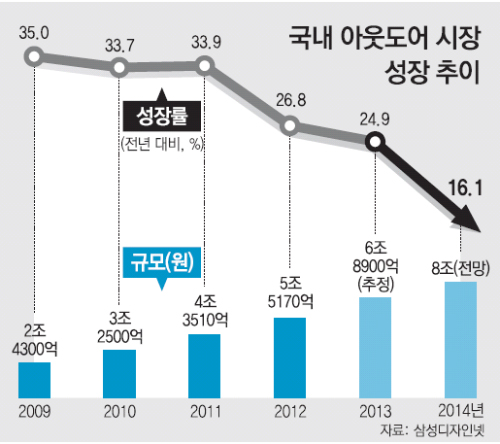 국내 아웃도어 시장
성장 추이
35.0
33.7
33.9
26.8
24.9
16.1
성장률
(전년 대비, %)
규모(원)
2조
4300억
3조
2500억
4조
3510억
5조
5170억
6조
8900억
(추정)
8조(전망)
2009
2010
2011
2012
2013
2014년
자료: 삼성디자인넷